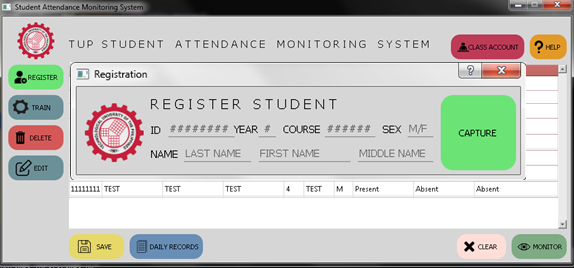 Student Attendance Monitoring System
TUP STUDENT ATTENDANCE MONITORING SYSTEM
CLASS ACCOUNT
? HELP
REGISTER
TRAIN
DELETE
EDIT
Registration
?
REGISTER STUDENT
ID ######## YEAR # COURSE ###### SEX M/F
NAME LAST NAME FIRST NAME MIDDLE NAME
CAPTURE
11111111 TEST TEST TEST 4 TEST M Present Absent Absent
SAVE
DAILY RECORDS
CLEAR
MONITOR